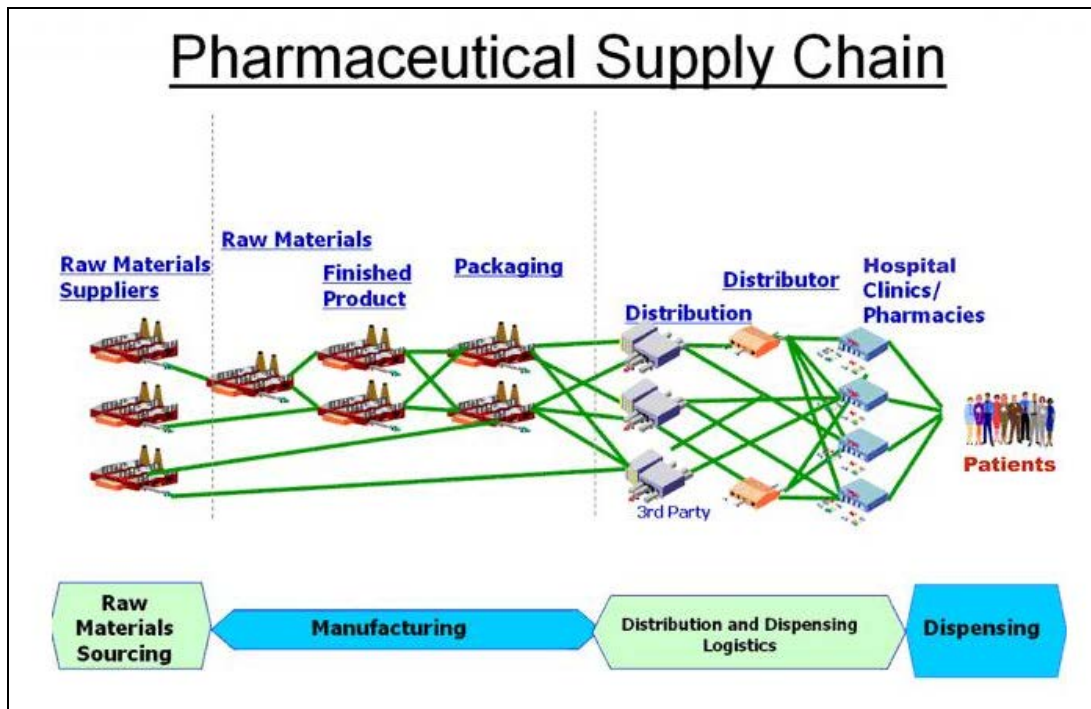 Pharmaceutical Supply Chain
Raw Materials
Suppliers
Raw Materials
Finished
Product
Packaging
Distribution
Distributor
Hospital
Clinics/
Pharmacies
3rd Party
Patients
Raw
Materials
Sourcing
Manufacturing
Distribution and Dispensing
Logistics
Dispensing